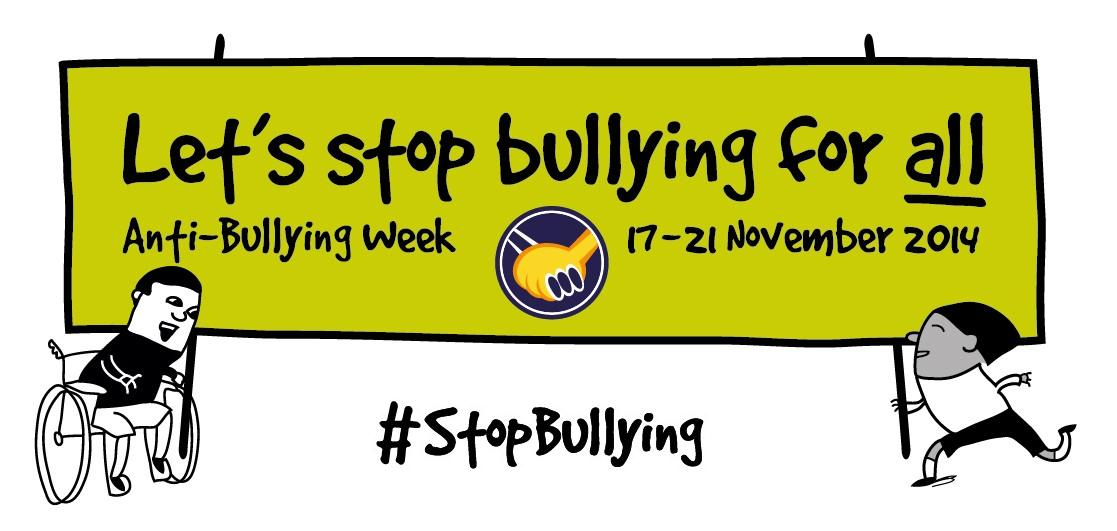 Let's stop bullying for all
Anti-Bullying Week 17-21 November 2014
#StopBullying